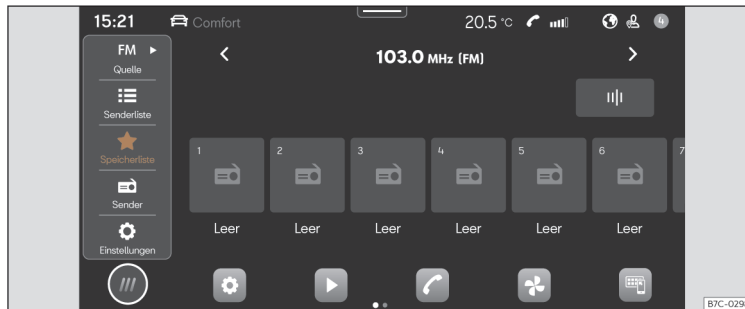 15:21 Comfort 20.5 °C 4
FM
Quelle
Senderliste
Speicherliste
Sender
Einstellungen
103.0 MHz (FM)
1 2 3 4 5 6 7
Leer Leer Leer Leer Leer Leer
B7C-0298